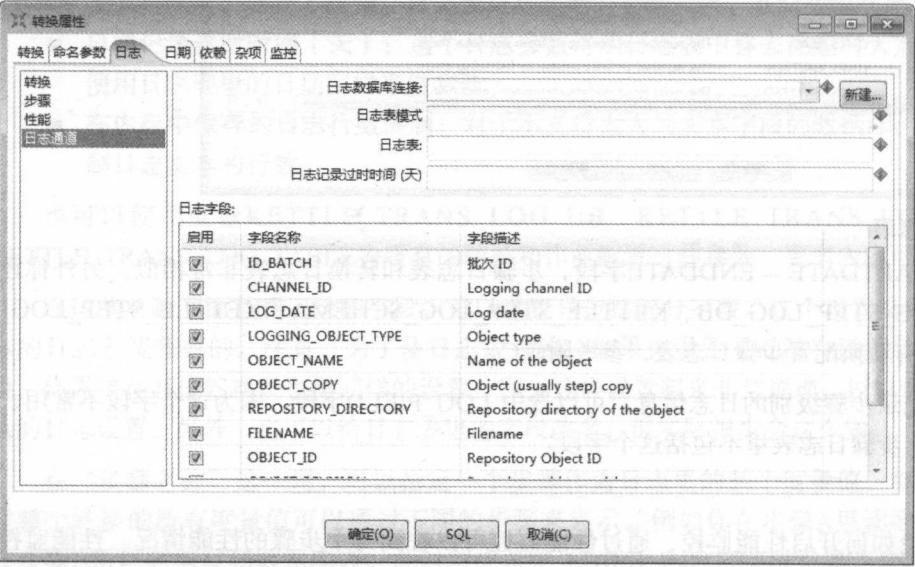 转换属性
转换 命名参数 日志 日期 依赖 杂项 监控
转换
步骤
性能
日志通道
日志数据库连接:
新建...
日志表模式
日志表:
日志记录过时时间 (天)
日志字段:
启用 字段名称 字段描述
ID_BATCH 批次 ID
CHANNEL_ID Logging channel ID
LOG_DATE Log date
LOGGING_OBJECT_TYPE Object type
OBJECT_NAME Name of the object
OBJECT_COPY Object (usually step) copy
REPOSITORY_DIRECTORY Repository directory of the object
FILENAME Filename
OBJECT_ID Repository Object ID
确定(O) SQL 取消(C)